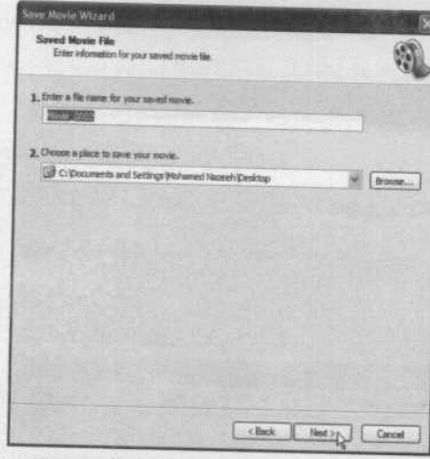 Save Movie Wizard
Saved Movie File
Enter information for your saved movie file.
1. Enter a file name for your saved movie.
2. Choose a place to save your movie.
C:\Documents and Settings\Mohamed Nazeeh\Desktop
Browse...
< Back
Next >
Cancel